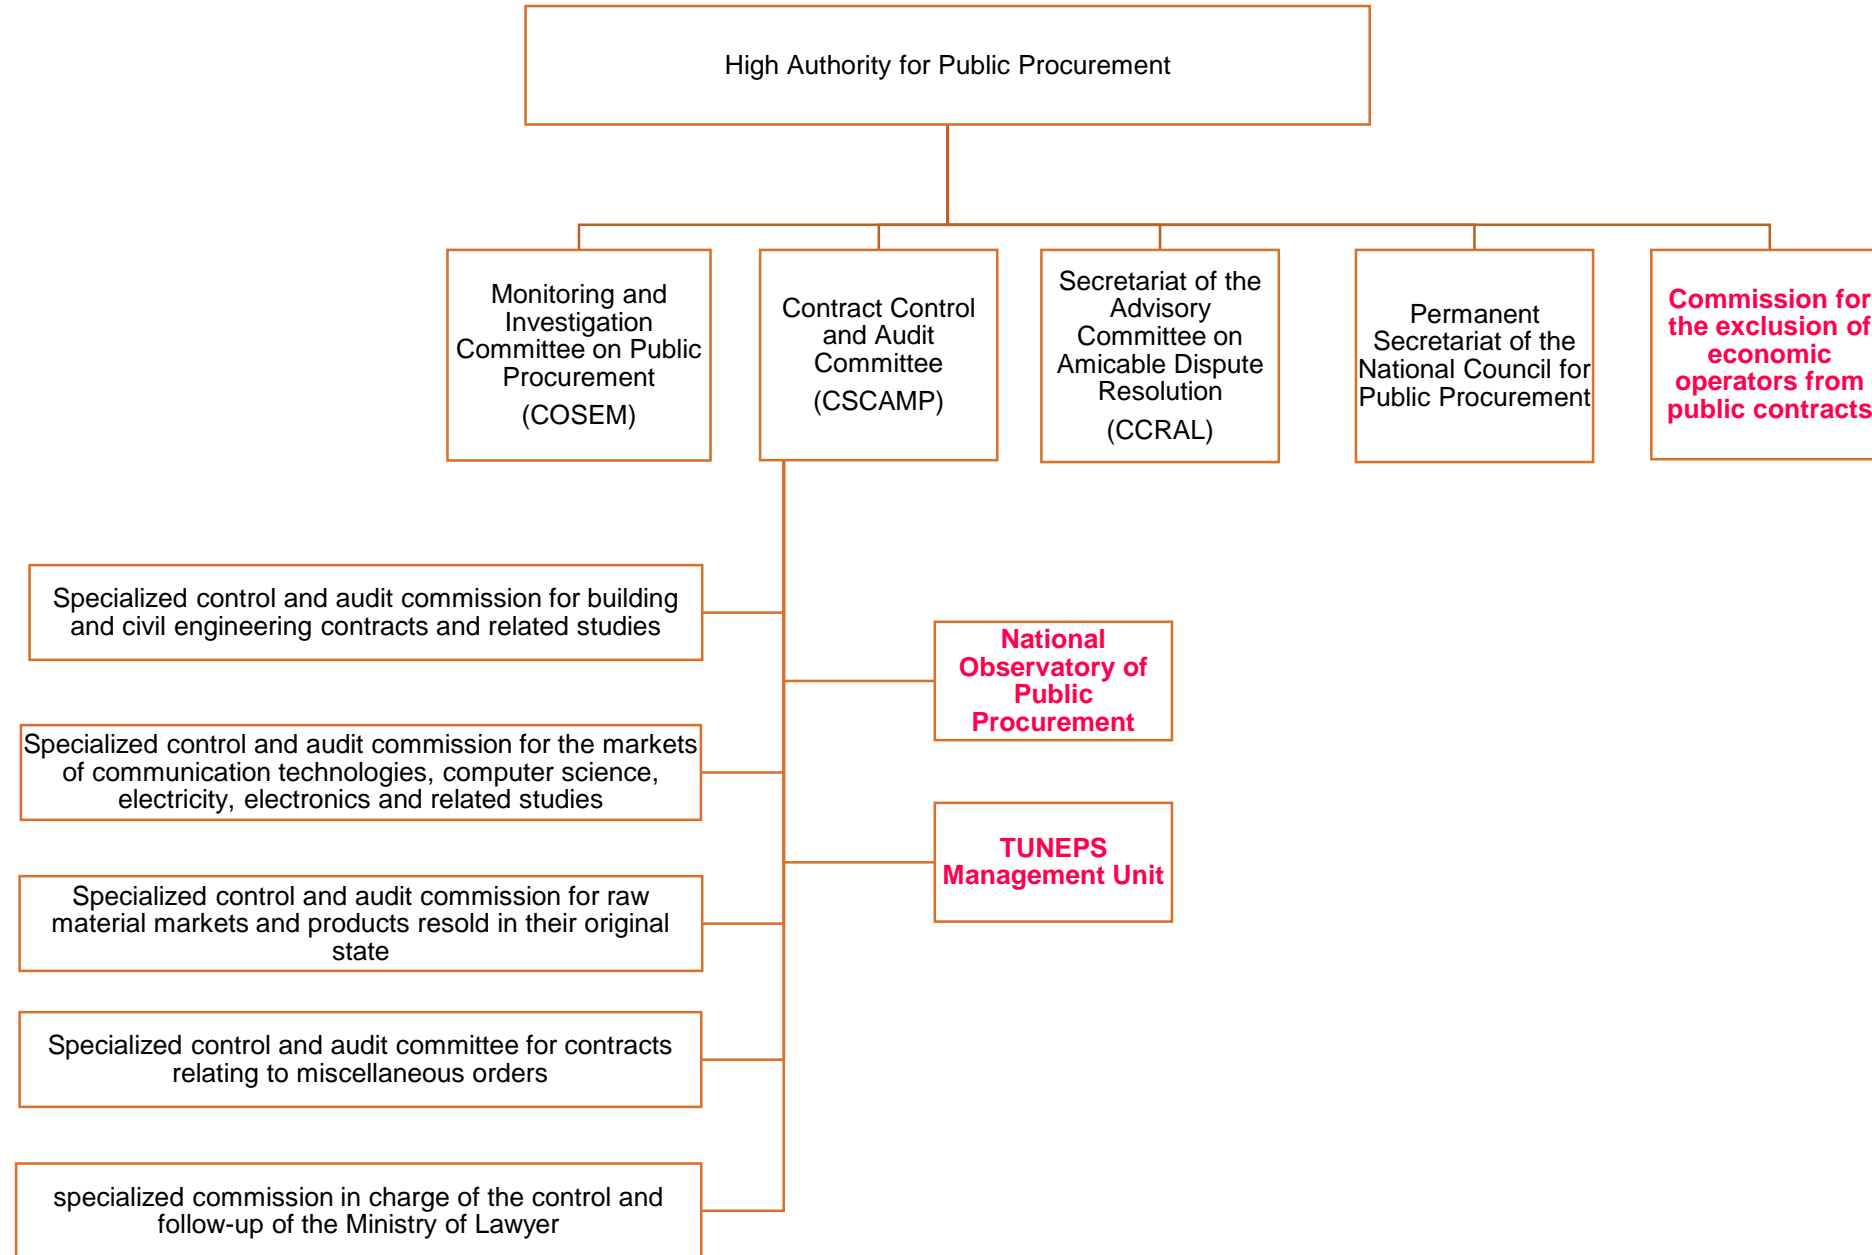 High Authority for Public Procurement
Monitoring and
Investigation
Committee on Public
Procurement
(COSEM)
Contract Control
and Audit
Committee
(CSCAMP)
Secretariat of the
Advisory
Committee on
Amicable Dispute
Resolution
(CCRAL)
Permanent
Secretariat of the
National Council for
Public Procurement
Commission for
the exclusion of
economic
operators from
public contracts
Specialized control and audit commission for building
and civil engineering contracts and related studies
National
Observatory of
Public
Procurement
Specialized control and audit commission for the markets
of communication technologies, computer science,
electricity, electronics and related studies
TUNEPS
Management Unit
Specialized control and audit commission for raw
material markets and products resold in their original
state
Specialized control and audit committee for contracts
relating to miscellaneous orders
specialized commission in charge of the control and
follow-up of the Ministry of Lawyer